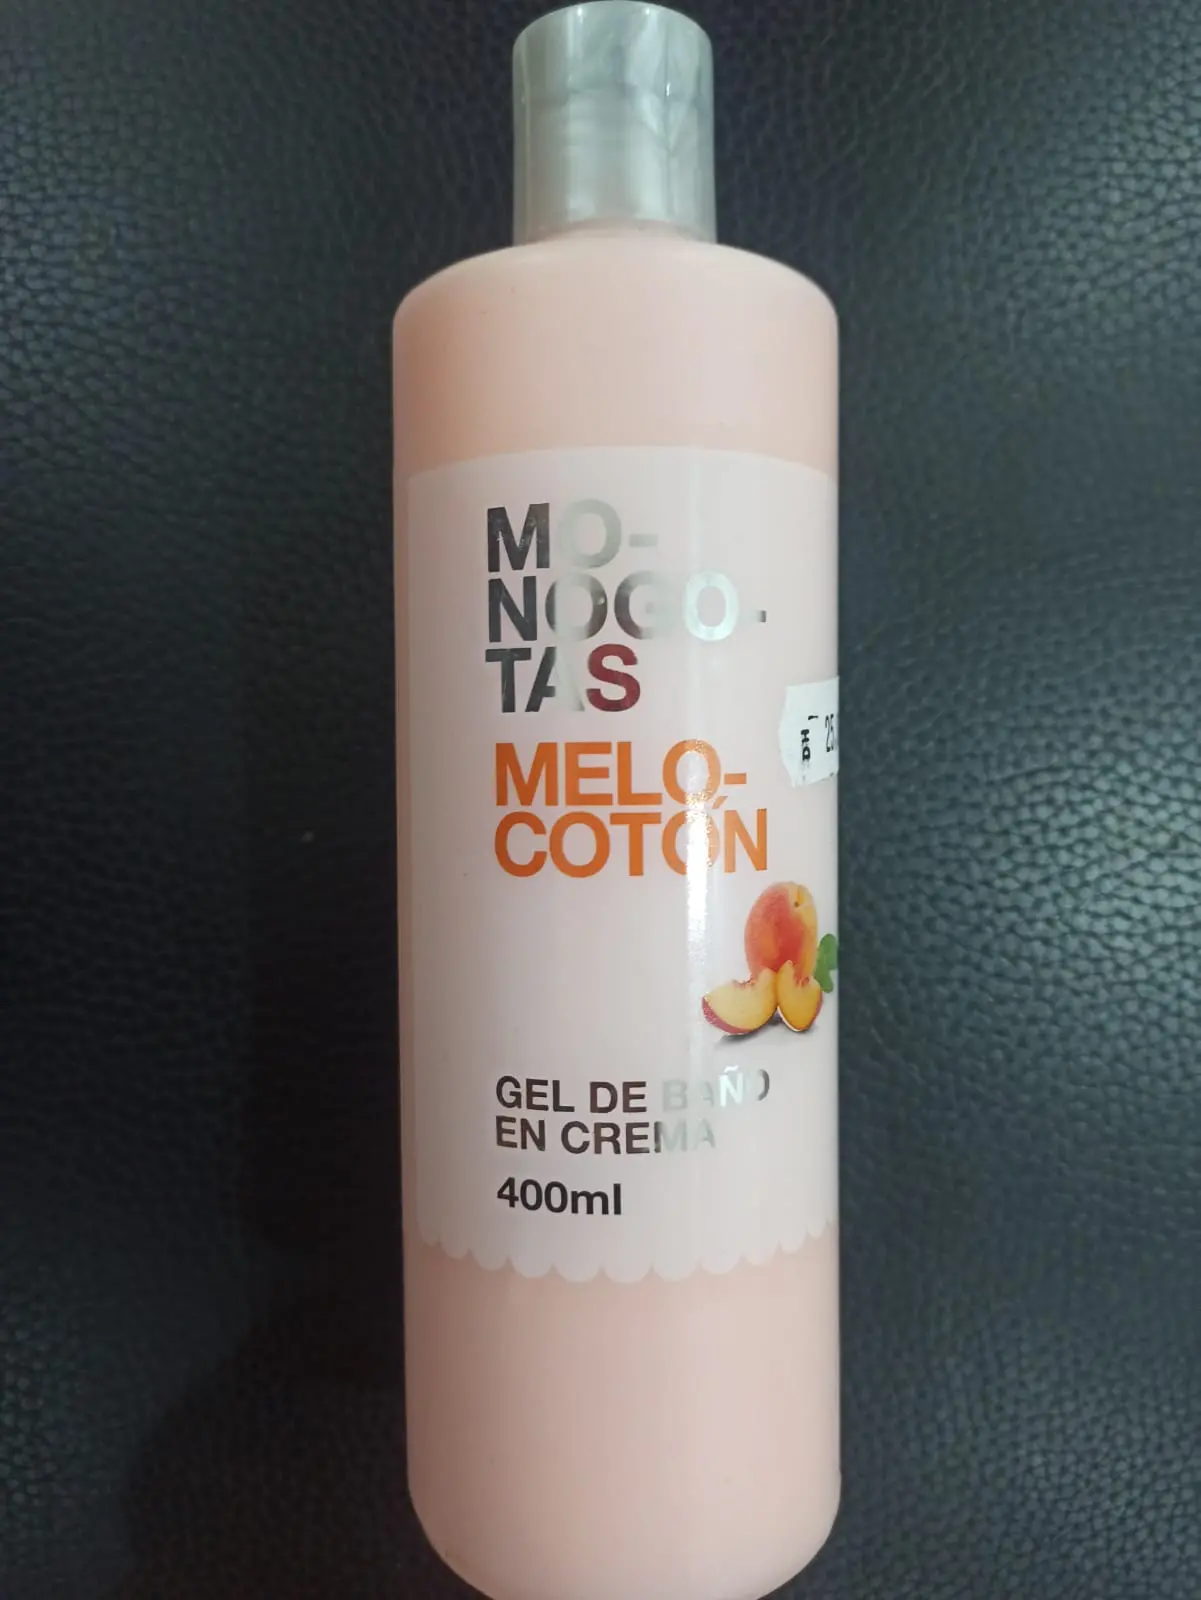 MO-
NOGO-
TAS
MELO-
COTÓN
GEL DE BAÑO
EN CREMA
400ml